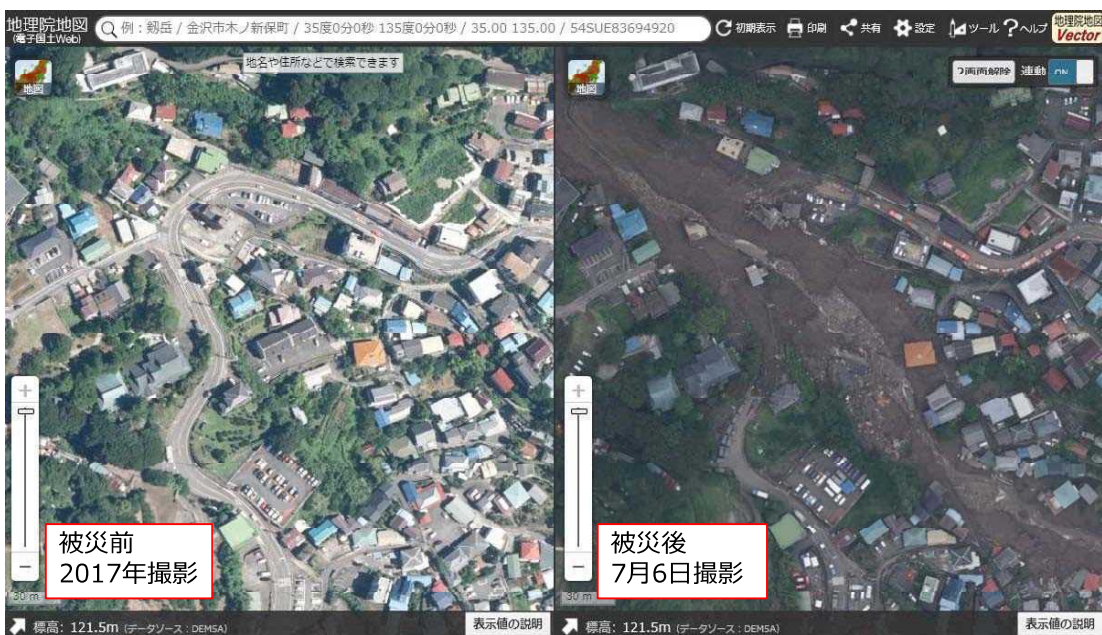 地理院地図
(電子国土Web)
例：剱岳 / 金沢市木ノ新保町 / 35度0分0秒 135度0分0秒 / 35.00 135.00 / 54SUE83694920
初期表示
印刷
共有
設定
ツール
ヘルプ
地理院地図
Vector
地名や住所などで検索できます
地図
地図
2画面解除
連動
ON
被災前
2017年撮影
被災後
7月6日撮影
30 m
30 m
標高: 121.5m (データソース：DEM5A)
表示値の説明
標高: 121.5m (データソース：DEM5A)
表示値の説明